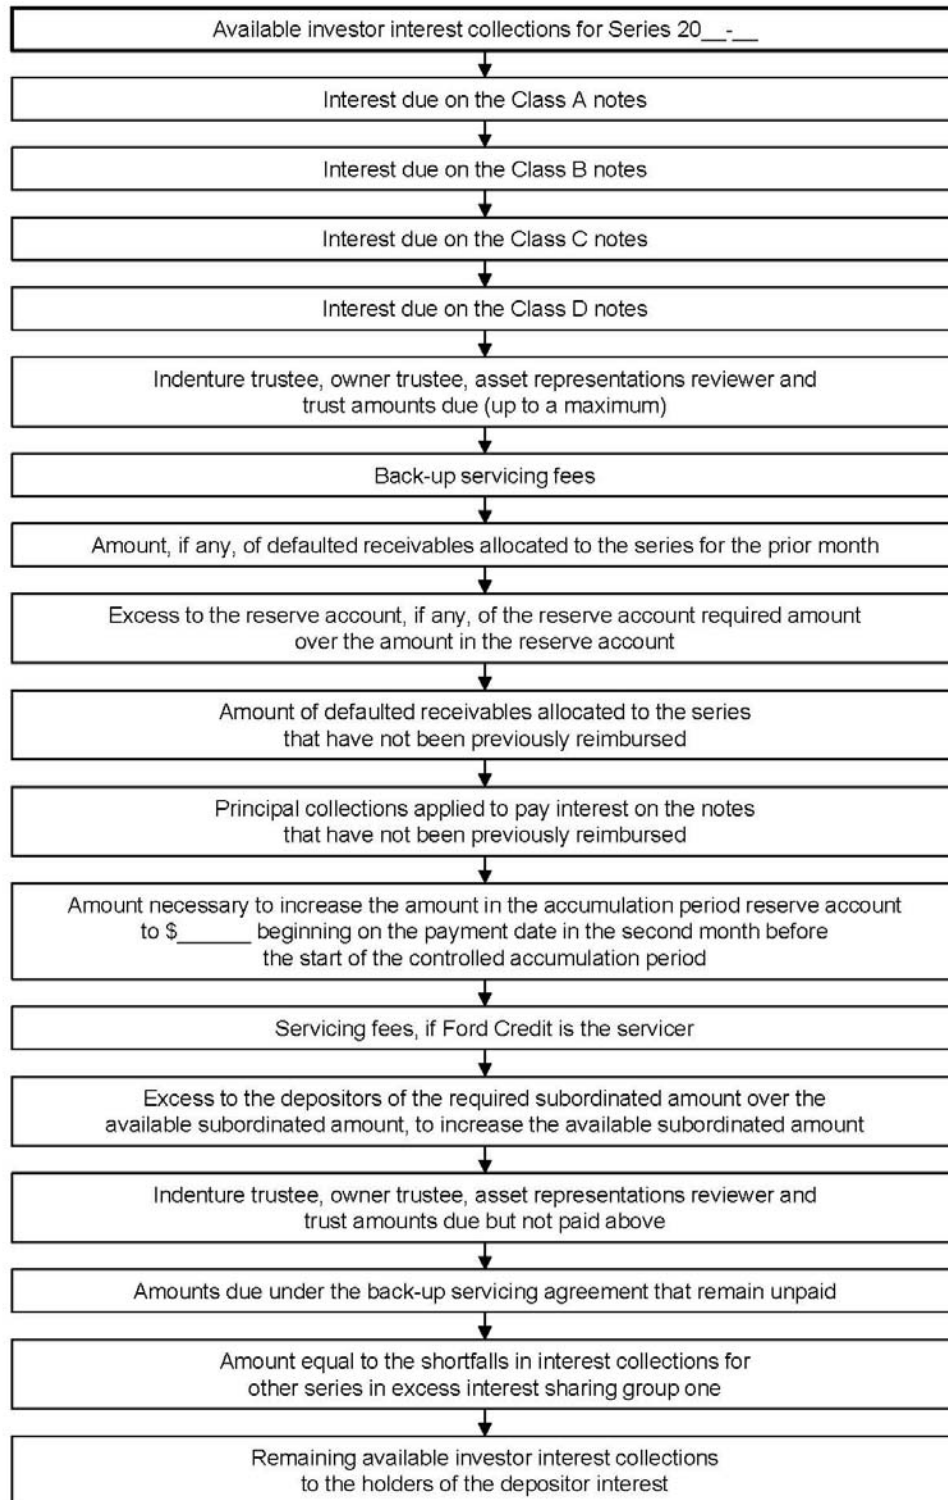 Available investor interest collections for Series 20__-__
Interest due on the Class A notes
Interest due on the Class B notes
Interest due on the Class C notes
Interest due on the Class D notes
Indenture trustee, owner trustee, asset representations reviewer and
trust amounts due (up to a maximum)
Back-up servicing fees
Amount, if any, of defaulted receivables allocated to the series for the prior month
Excess to the reserve account, if any, of the reserve account required amount
over the amount in the reserve account
Amount of defaulted receivables allocated to the series
that have not been previously reimbursed
Principal collections applied to pay interest on the notes
that have not been previously reimbursed
Amount necessary to increase the amount in the accumulation period reserve account
to $______ beginning on the payment date in the second month before
the start of the controlled accumulation period
Servicing fees, if Ford Credit is the servicer
Excess to the depositors of the required subordinated amount over the
available subordinated amount, to increase the available subordinated amount
Indenture trustee, owner trustee, asset representations reviewer and
trust amounts due but not paid above
Amounts due under the back-up servicing agreement that remain unpaid
Amount equal to the shortfalls in interest collections for
other series in excess interest sharing group one
Remaining available investor interest collections
to the holders of the depositor interest